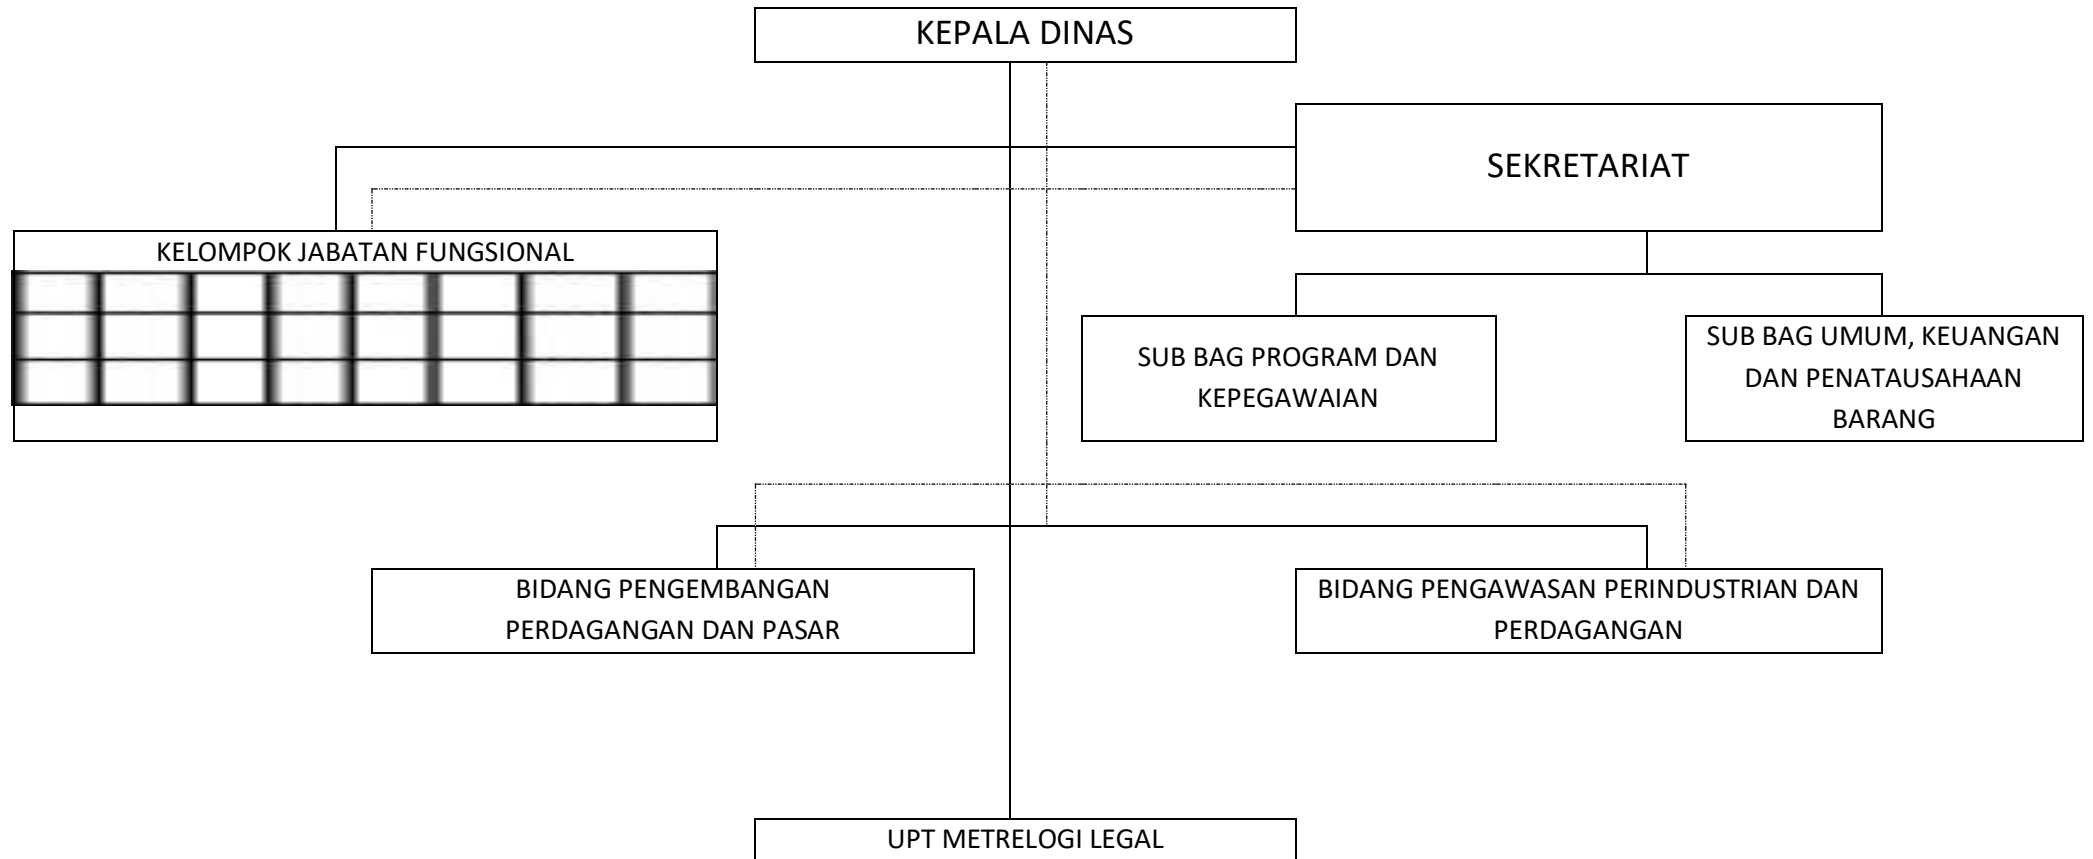 KEPALA DINAS
SEKRETARIAT
KELOMPOK JABATAN FUNGSIONAL
SUB BAG PROGRAM DAN
KEPEGAWAIAN
SUB BAG UMUM, KEUANGAN
DAN PENATAUSAHAAN
BARANG
BIDANG PENGEMBANGAN
PERDAGANGAN DAN PASAR
BIDANG PENGAWASAN PERINDUSTRIAN DAN
PERDAGANGAN
UPT METRELOGI LEGAL